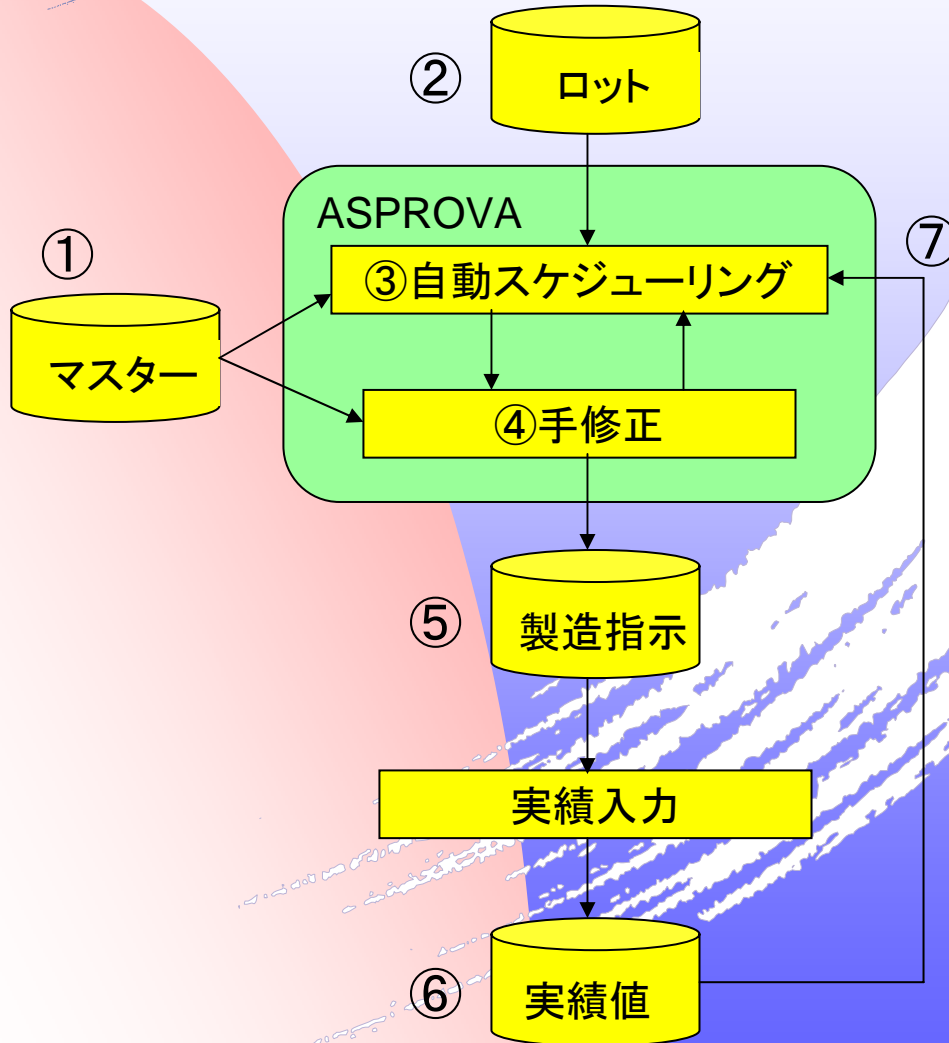 ②
ロット
ASPROVA
①
⑦
③自動スケジューリング
マスター
④手修正
⑤
製造指示
実績入力
⑥
実績値